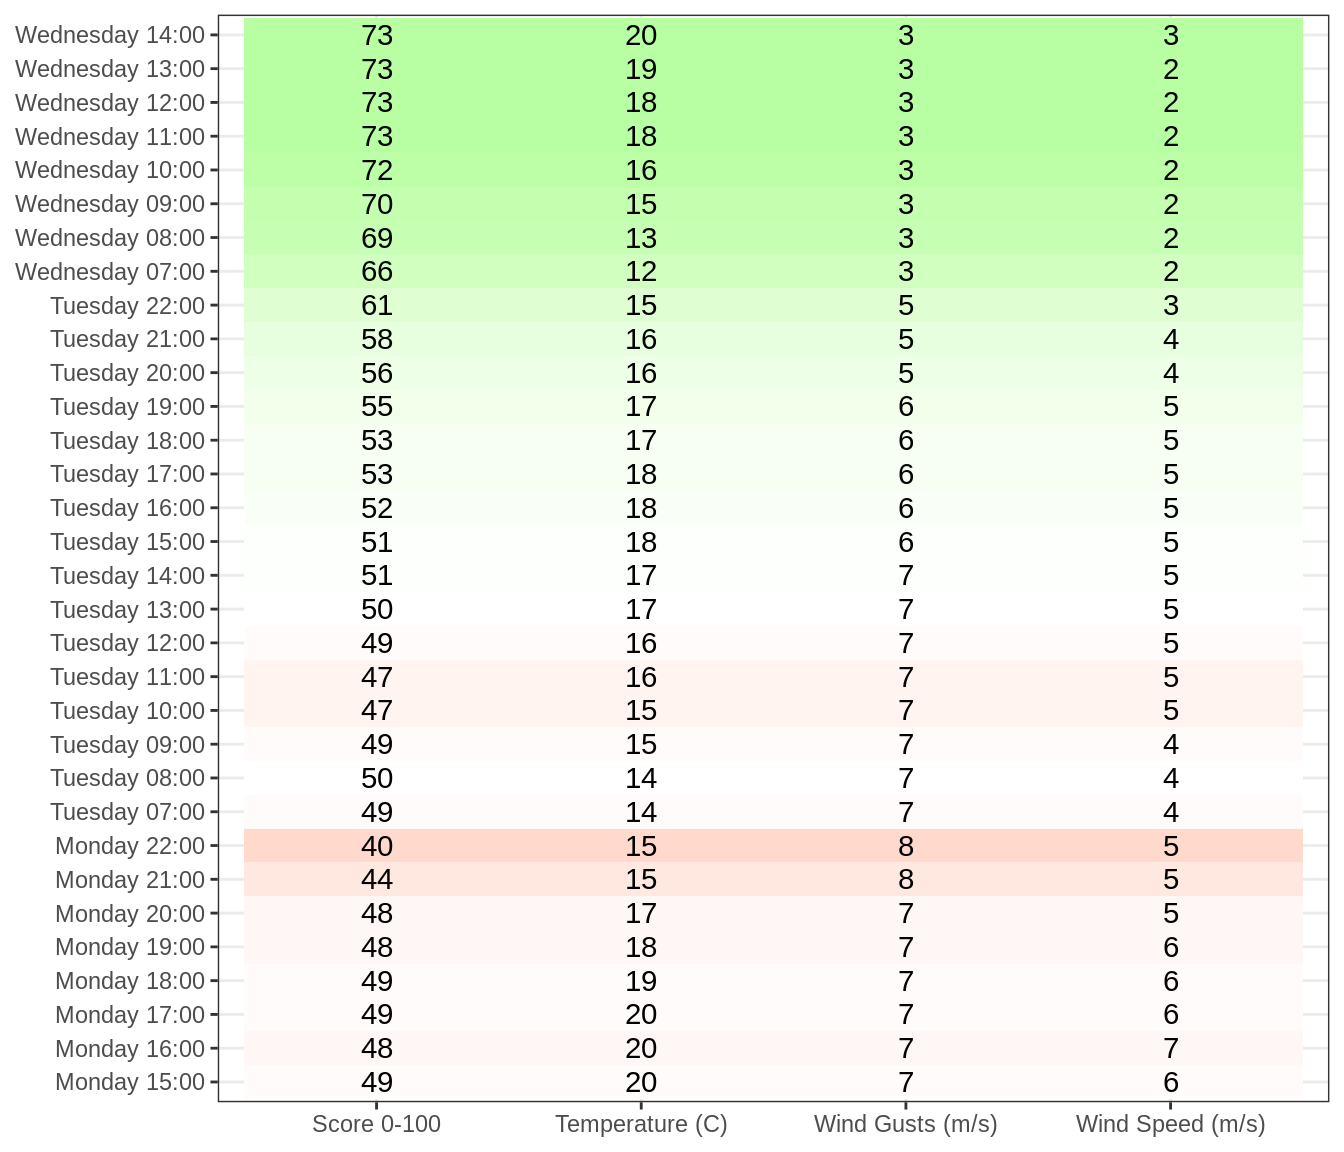 Wednesday 14:00 73 20 3 3
Wednesday 13:00 73 19 3 2
Wednesday 12:00 73 18 3 2
Wednesday 11:00 73 18 3 2
Wednesday 10:00 72 16 3 2
Wednesday 09:00 70 15 3 2
Wednesday 08:00 69 13 3 2
Wednesday 07:00 66 12 3 2
Tuesday 22:00 61 15 5 3
Tuesday 21:00 58 16 5 4
Tuesday 20:00 56 16 5 4
Tuesday 19:00 55 17 6 5
Tuesday 18:00 53 17 6 5
Tuesday 17:00 53 18 6 5
Tuesday 16:00 52 18 6 5
Tuesday 15:00 51 18 6 5
Tuesday 14:00 51 17 7 5
Tuesday 13:00 50 17 7 5
Tuesday 12:00 49 16 7 5
Tuesday 11:00 47 16 7 5
Tuesday 10:00 47 15 7 5
Tuesday 09:00 49 15 7 4
Tuesday 08:00 50 14 7 4
Tuesday 07:00 49 14 7 4
Monday 22:00 40 15 8 5
Monday 21:00 44 15 8 5
Monday 20:00 48 17 7 5
Monday 19:00 48 18 7 6
Monday 18:00 49 19 7 6
Monday 17:00 49 20 7 6
Monday 16:00 48 20 7 7
Monday 15:00 49 20 7 6
Score 0-100 Temperature (C) Wind Gusts (m/s) Wind Speed (m/s)